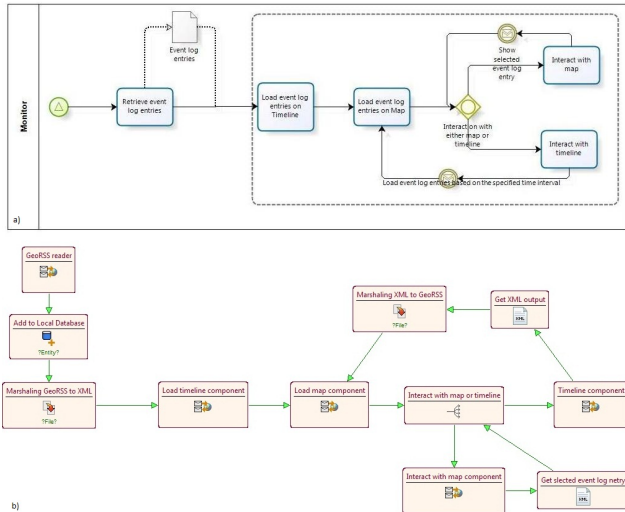 Monitor
Event log
entries
Retrieve event
log entries
Load event log
entries on
Timeline
Load event log
entries on Map
Show
selected
event log
entry
Interact with
map
Interaction with
either map or
timeline
Interact with
timeline
Load event log entries based on the specified time interval
a)
GeoRSS reader
Add to Local Database
?Entity?
Marshaling GeoRSS to XML
?File?
Load timeline component
Load map component
Marshaling XML to GeoRSS
?File?
Get XML output
XML
Interact with map or timeline
Timeline component
Interact with map component
Get slected event log netry
XML
b)